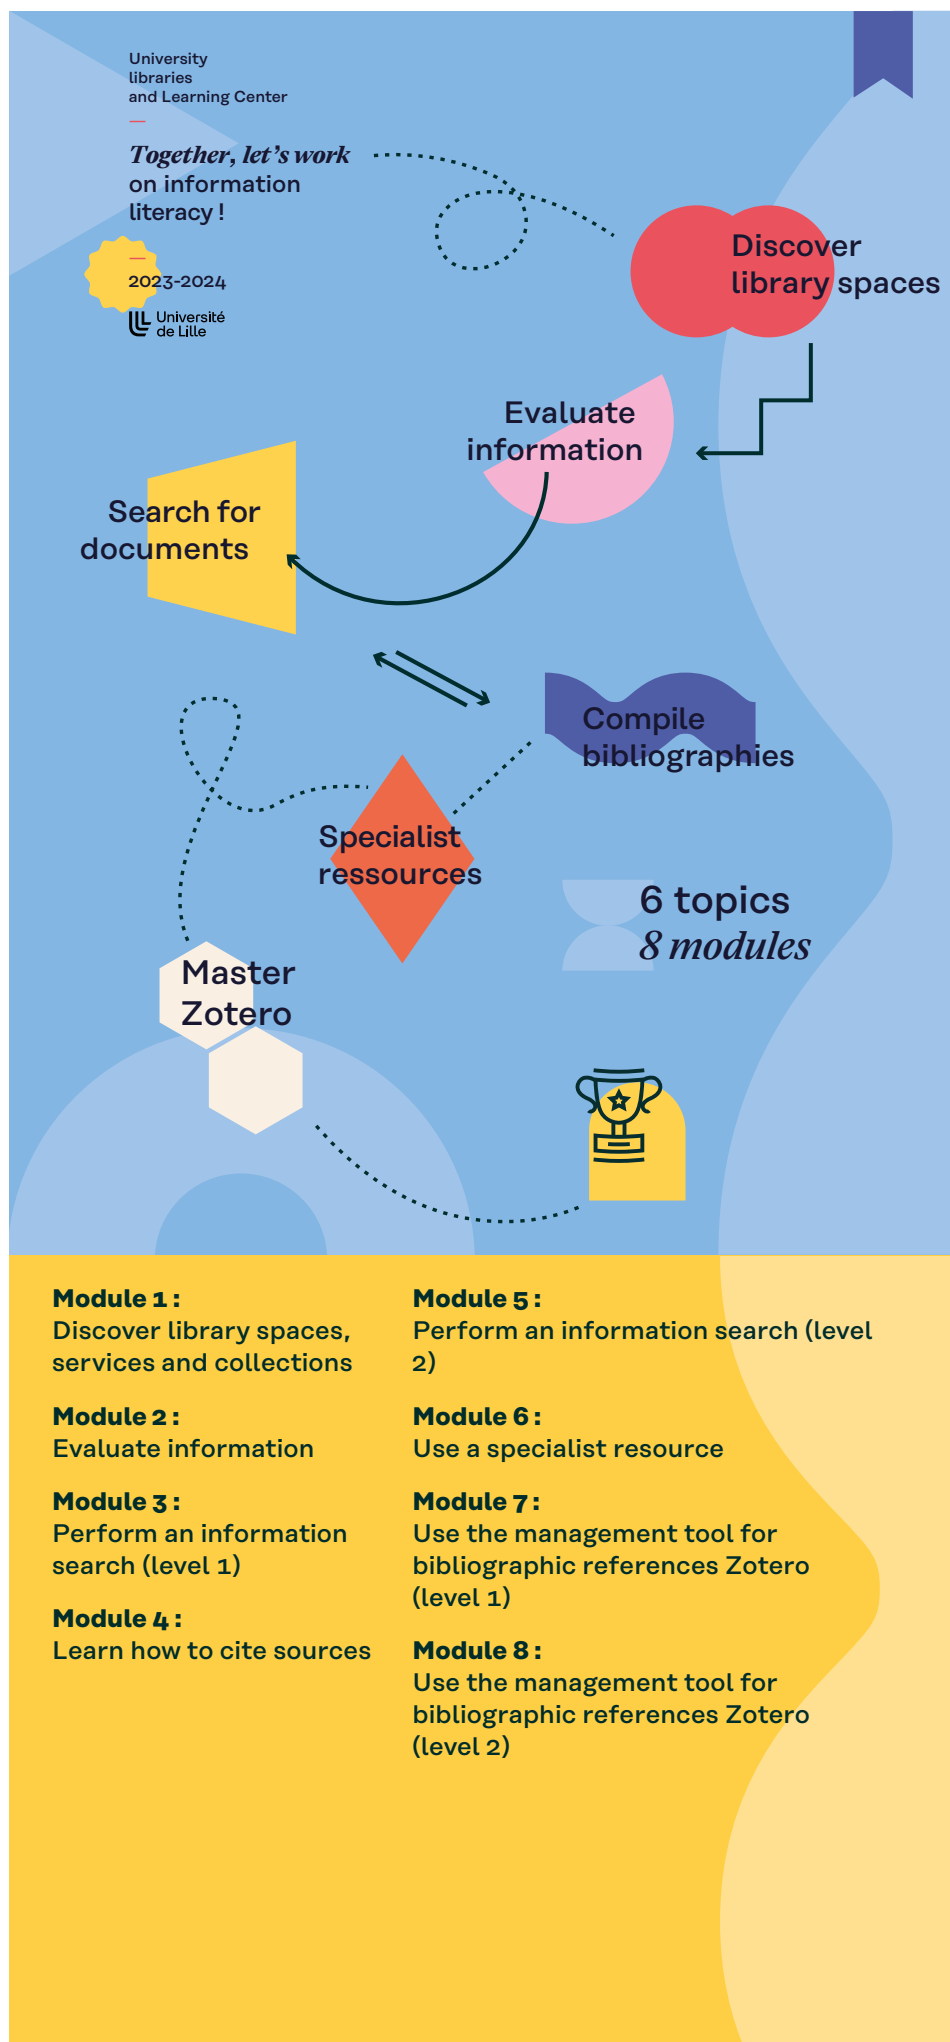 University
libraries
and Learning Center
Together, let's work
on information
literacy !
2023-2024
Université
de Lille
Discover
library spaces
Evaluate
information
Search for
documents
Compile
bibliographies
Specialist
ressources
6 topics
8 modules
Master
Zotero
Module 1 :
Discover library spaces,
services and collections
Module 2 :
Evaluate information
Module 3 :
Perform an information
search (level 1)
Module 4 :
Learn how to cite sources
Module 5 :
Perform an information search (level
2)
Module 6 :
Use a specialist resource
Module 7 :
Use the management tool for
bibliographic references Zotero
(level 1)
Module 8 :
Use the management tool for
bibliographic references Zotero
(level 2)